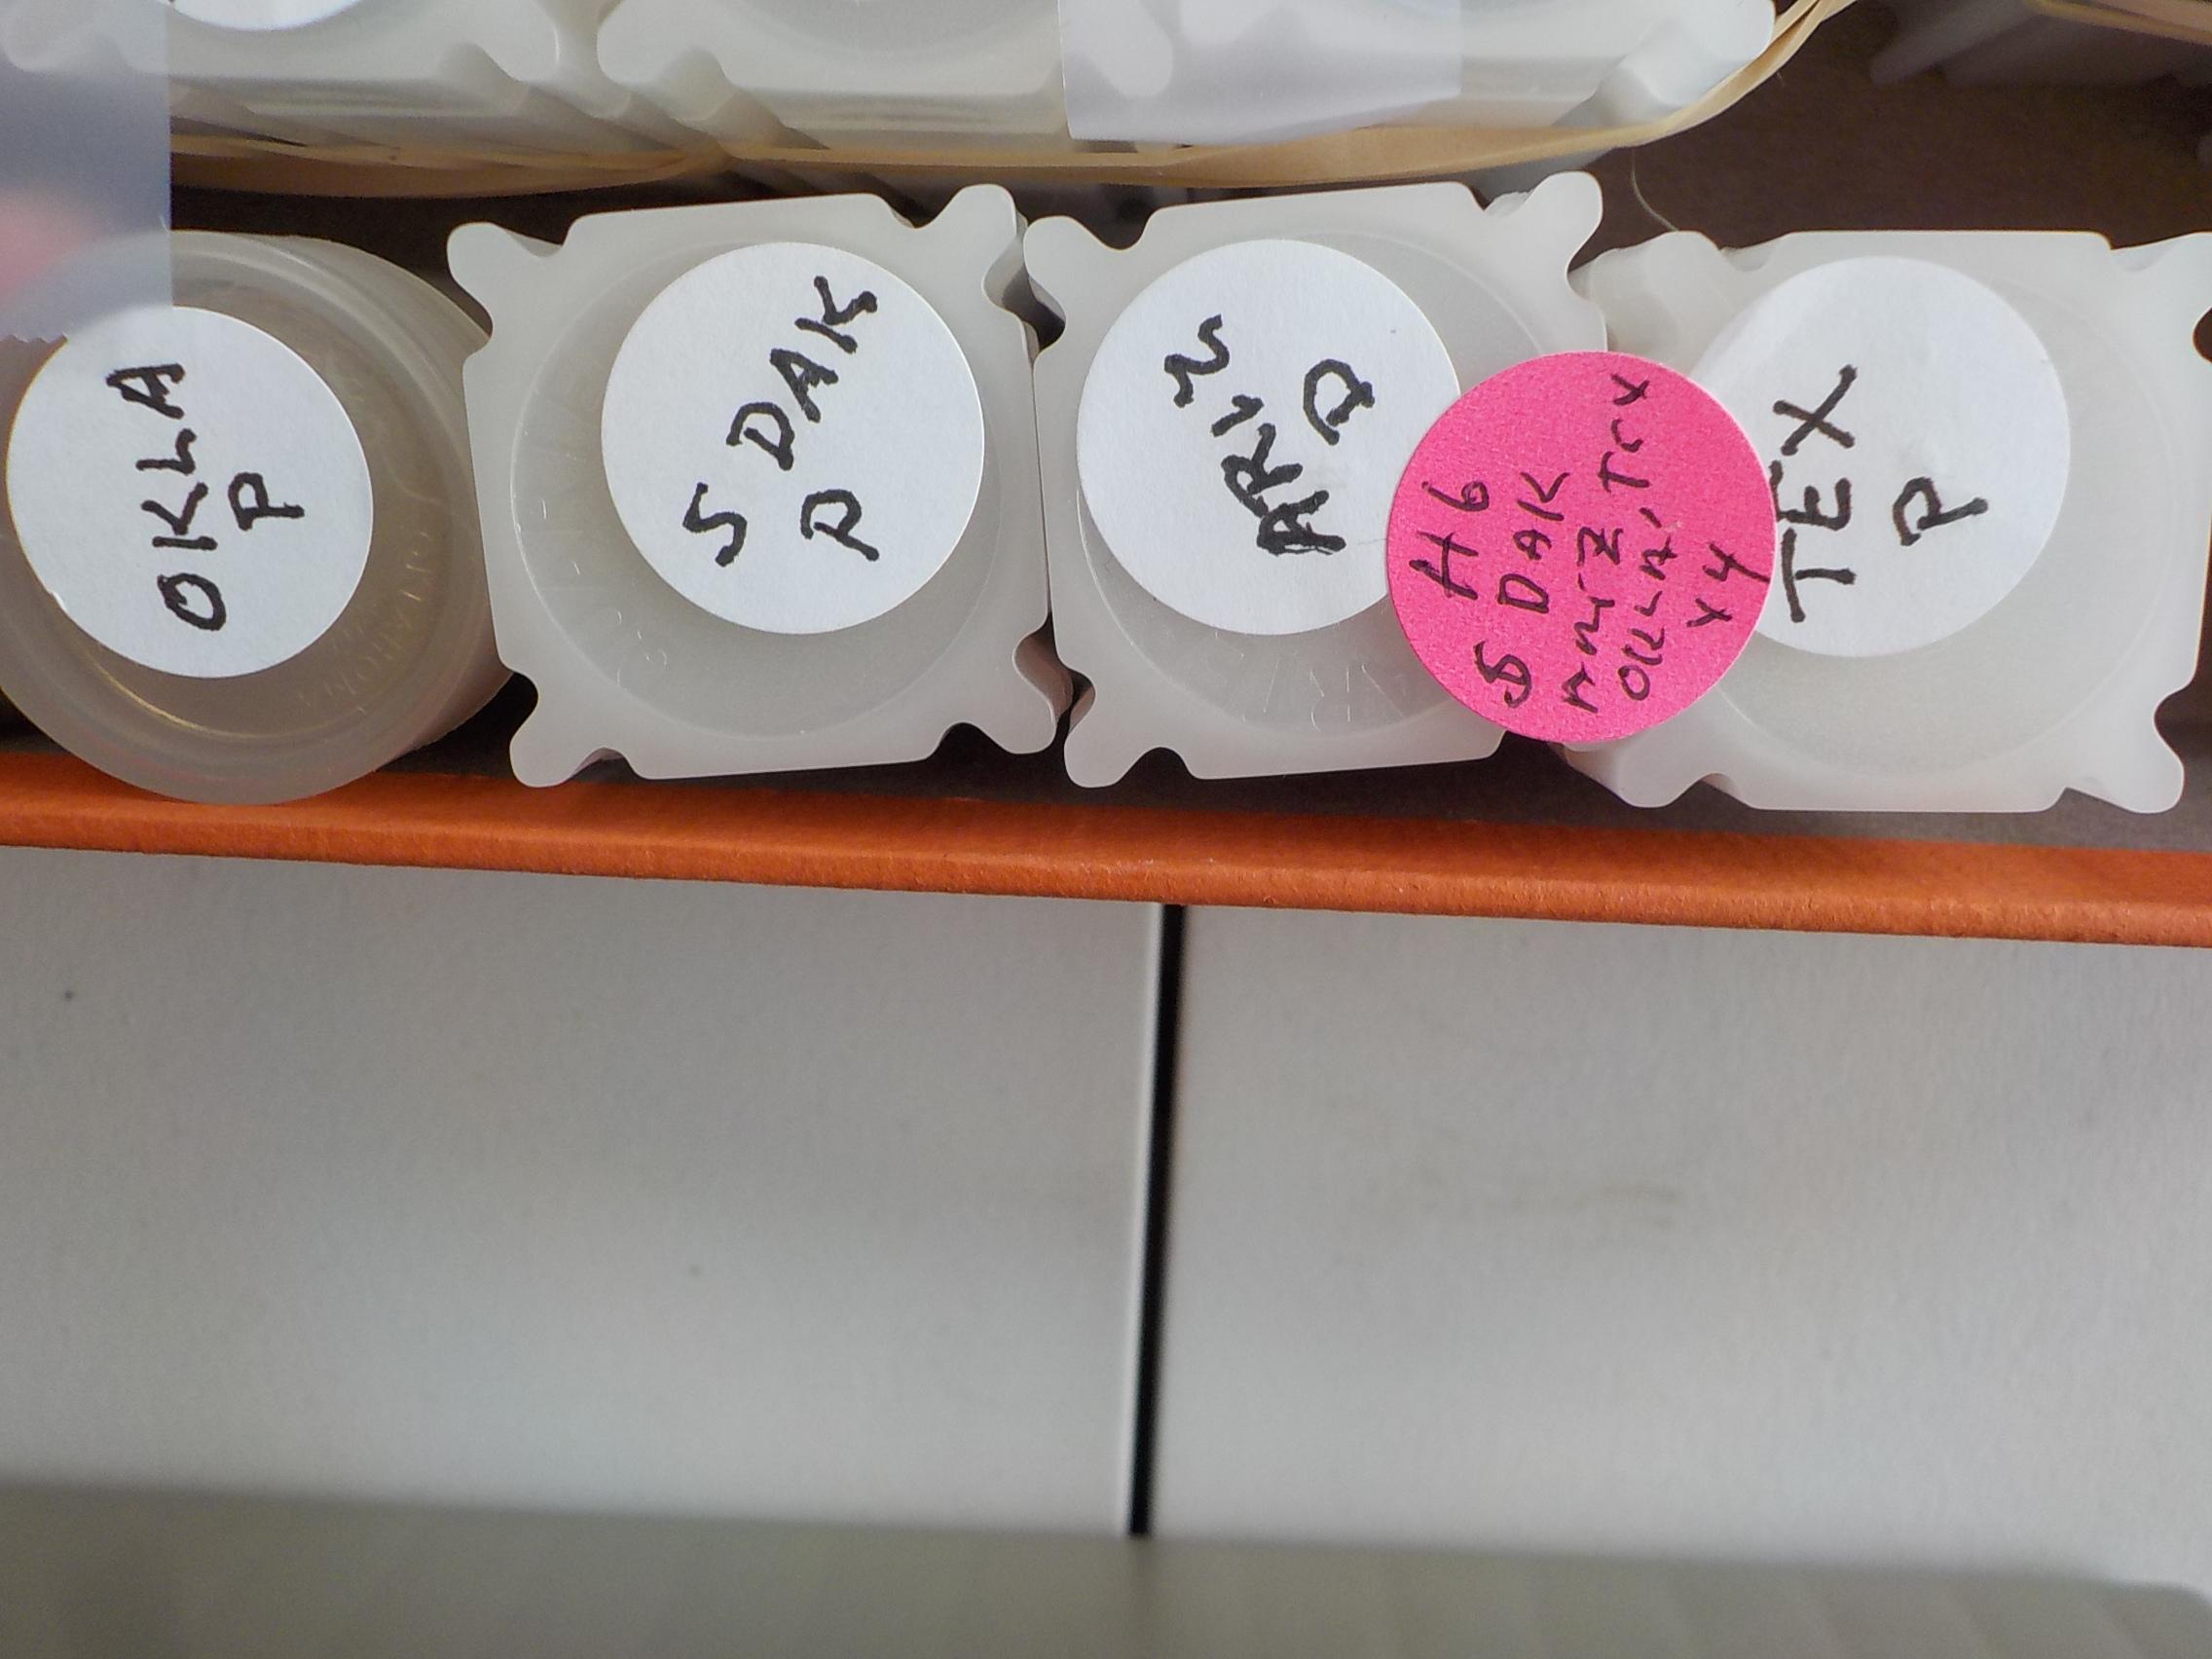 OKLA
P
S DAK
P
ARIZ
D
H6
S DAK
ARIZ, TEX
OKLA,
X4
TEX
P